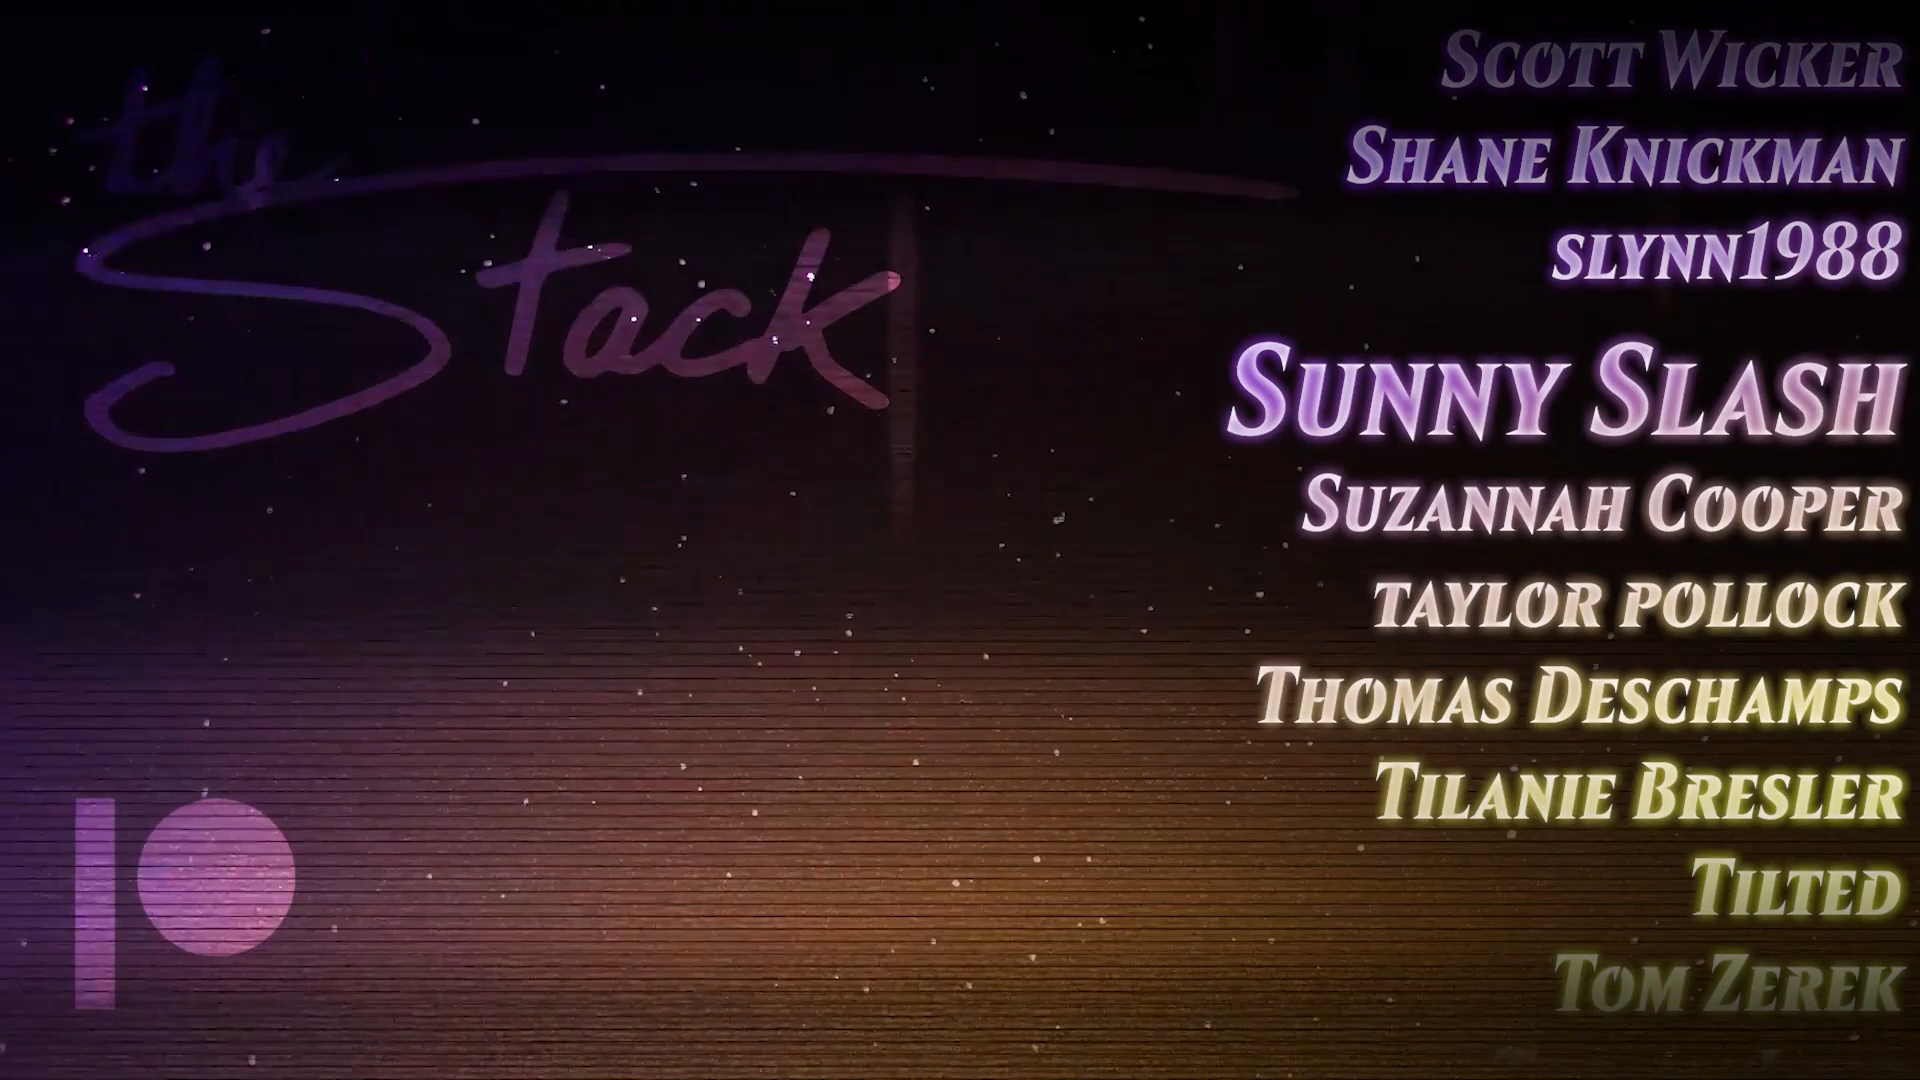 the
Stack
Scott Wicker
Shane Knickman
slynn1988
Sunny Slash
Suzannah Cooper
taylor pollock
Thomas Deschamps
Tilanie Bresler
Tilted
Tom Zerek